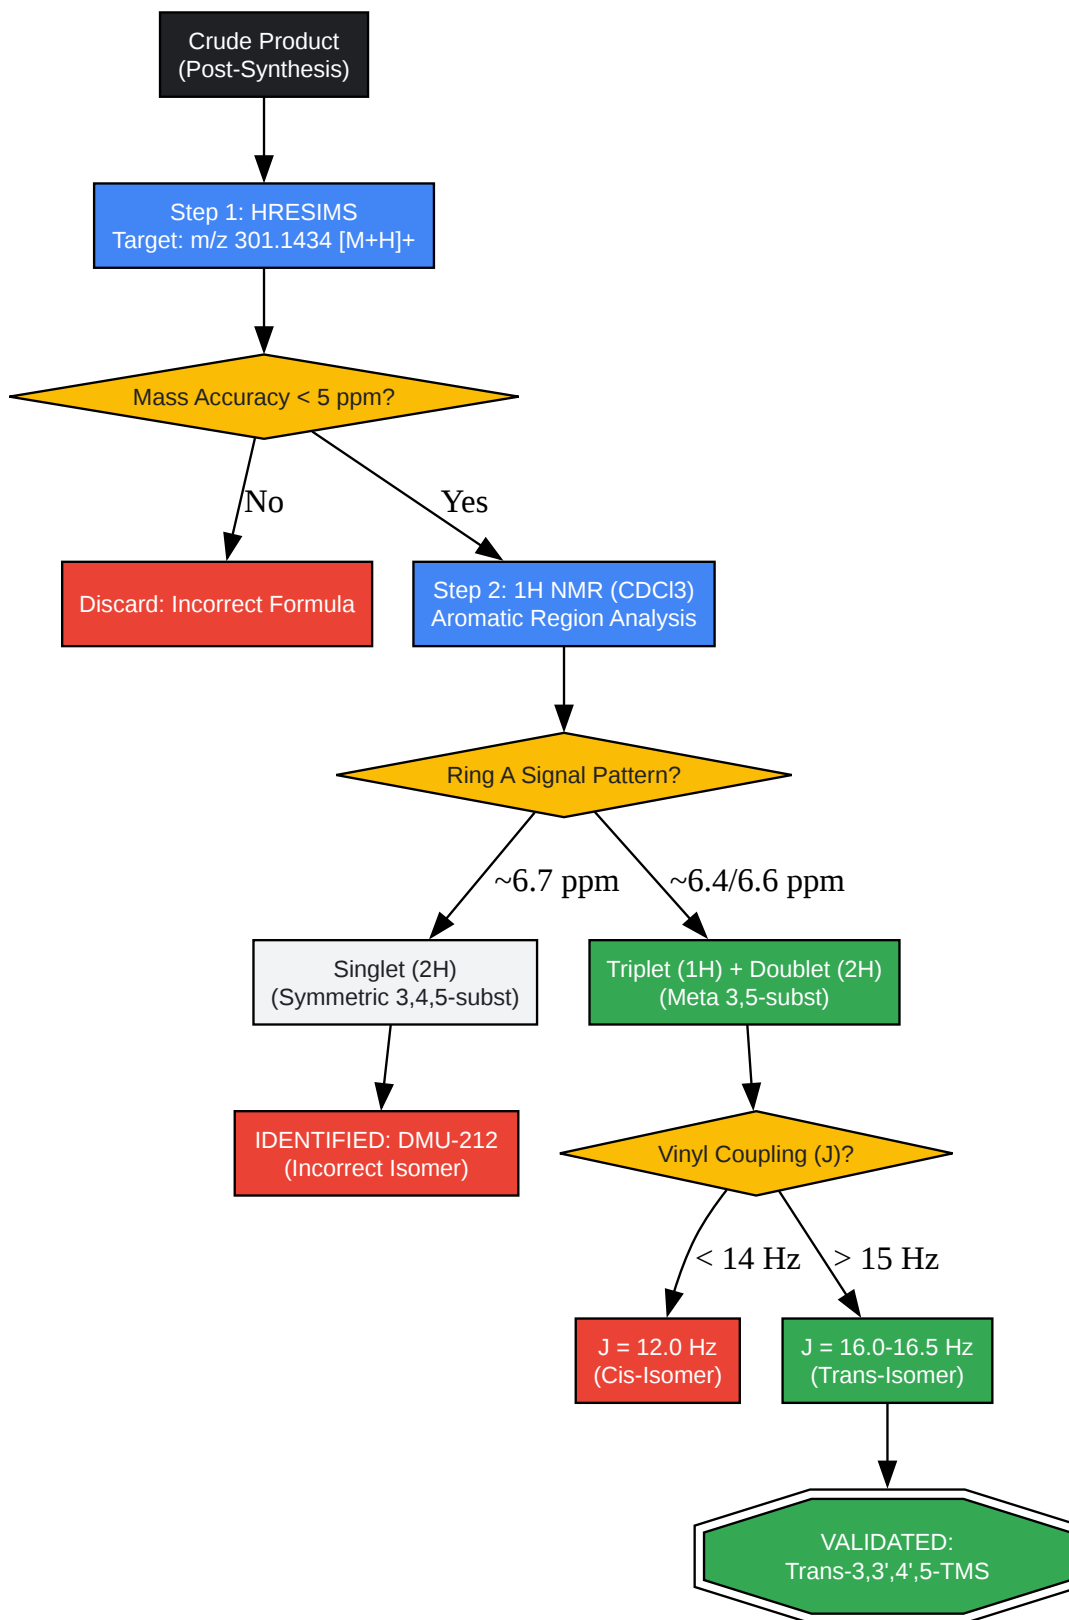 Crude Product
(Post-Synthesis)
Step 1: HRESIMS
Target: m/z 301.1434 [M+H]+
Mass Accuracy < 5 ppm?
No
Yes
Discard: Incorrect Formula
Step 2: 1H NMR (CDCl3)
Aromatic Region Analysis
Ring A Signal Pattern?
~6.7 ppm
~6.4/6.6 ppm
Singlet (2H)
(Symmetric 3,4,5-subst)
Triplet (1H) + Doublet (2H)
(Meta 3,5-subst)
IDENTIFIED: DMU-212
(Incorrect Isomer)
Vinyl Coupling (J)?
< 14 Hz
> 15 Hz
J = 12.0 Hz
(Cis-Isomer)
J = 16.0-16.5 Hz
(Trans-Isomer)
VALIDATED:
Trans-3,3',4',5-TMS